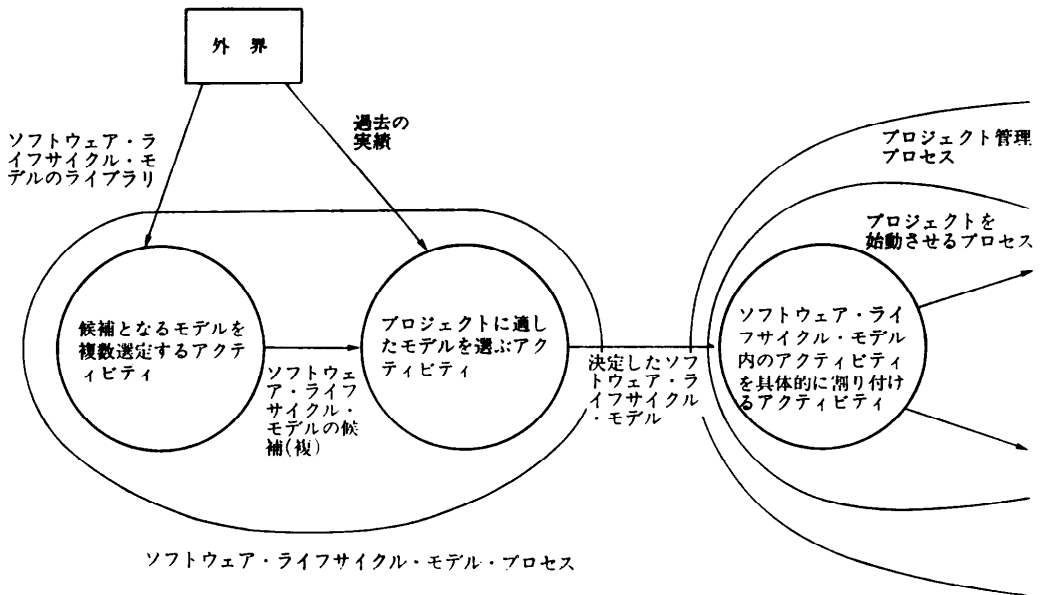 外 界
ソフトウェア・ラ
イフサイクル・モ
デルのライブラリ
過去の
実績
プロジェクト管理
プロセス
プロジェクトを
始動させるプロセス
候補となるモデルを
複数選定するアクテ
ィビティ
ソフトウェ
ア・ライフ
サイクル・
モデルの候
補(複)
プロジェクトに適し
たモデルを選ぶアク
ティビティ
決定したソフ
トウェア・ラ
イフサイクル
・モデル
ソフトウェア・ライ
フサイクル・モデル
内のアクティビティ
を具体的に割り付け
るアクティビティ
ソフトウェア・ライフサイクル・モデル・プロセス